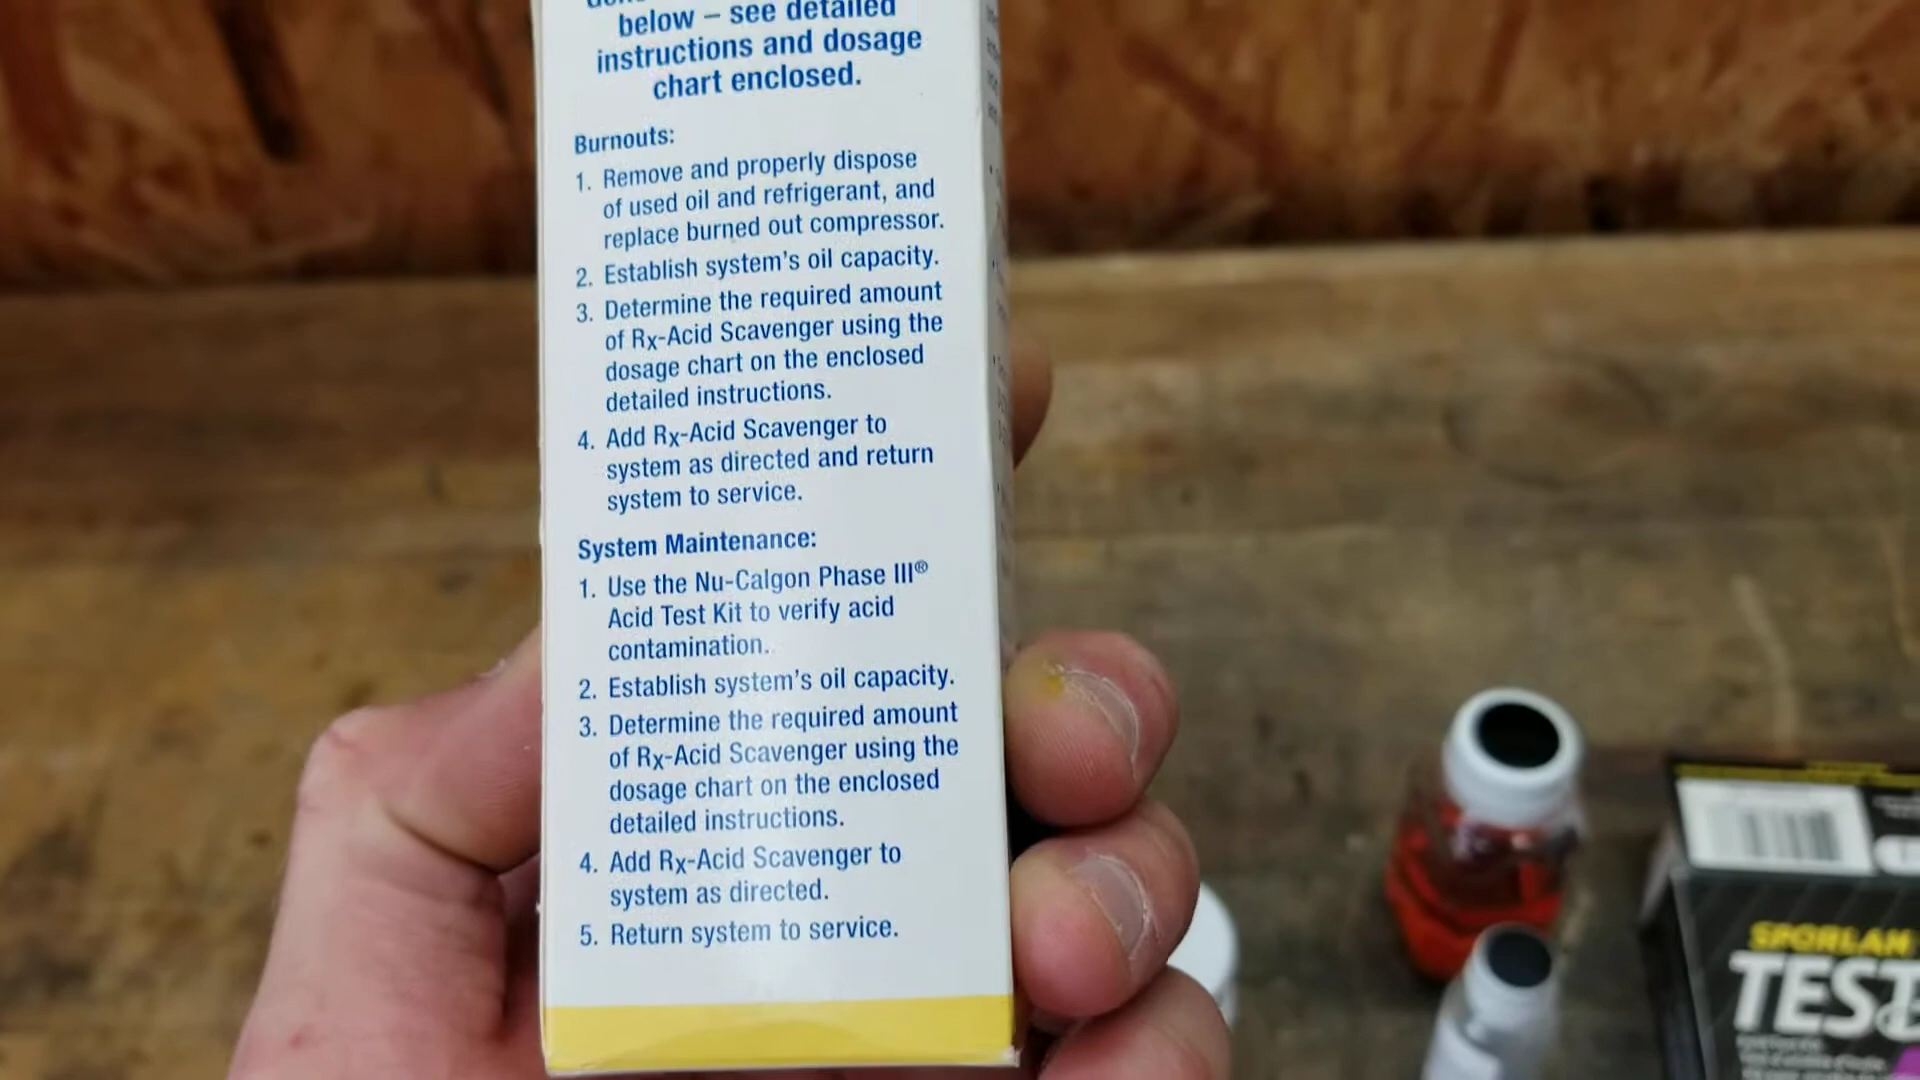 below – see detailed
instructions and dosage
chart enclosed.
Burnouts:
1. Remove and properly dispose
of used oil and refrigerant, and
replace burned out compressor.
2. Establish system's oil capacity.
3. Determine the required amount
of Rx-Acid Scavenger using the
dosage chart on the enclosed
detailed instructions.
4. Add Rx-Acid Scavenger to
system as directed and return
system to service.
System Maintenance:
1. Use the Nu-Calgon Phase III®
Acid Test Kit to verify acid
contamination.
2. Establish system's oil capacity.
3. Determine the required amount
of Rx-Acid Scavenger using the
dosage chart on the enclosed
detailed instructions.
4. Add Rx-Acid Scavenger to
system as directed.
5. Return system to service.
SPORLAN
TEST